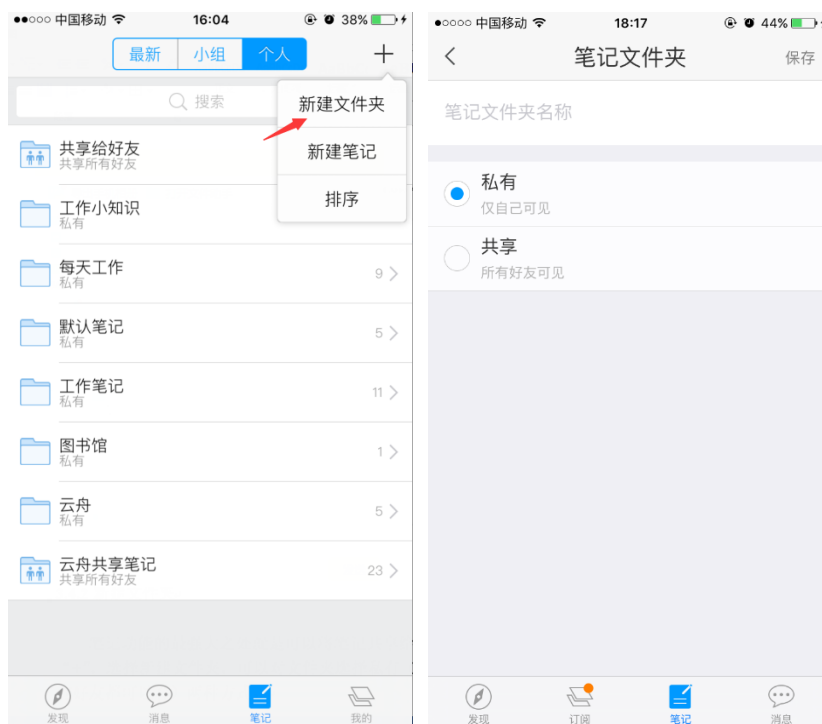 中国移动 16:04 38%
最新 小组 个人
搜索
新建文件夹
新建笔记
排序
共享给好友
共享所有好友
工作小知识
私有
每天工作
私有
9
默认笔记
私有
5
工作笔记
私有
11
图书馆
私有
1
云舟
私有
5
云舟共享笔记
共享所有好友
23
发现 消息 笔记 我的
中国移动 18:17 44%
笔记文件夹 保存
笔记文件夹名称
私有
仅自己可见
共享
所有好友可见
发现 订阅 笔记 消息